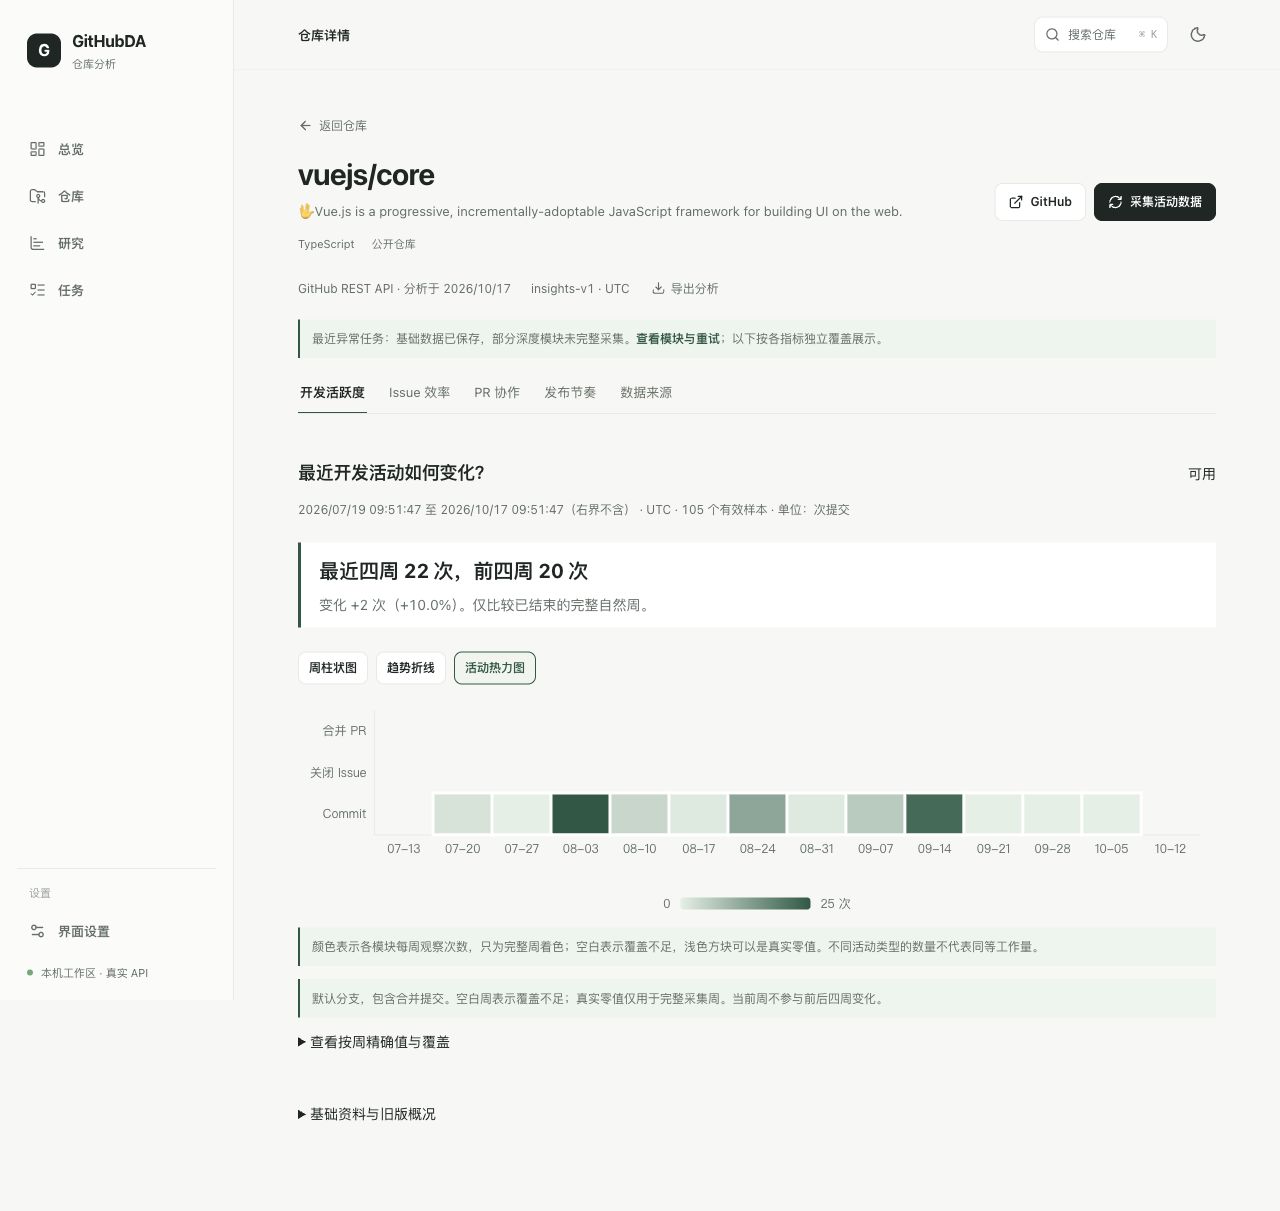 G
GitHubDA
仓库分析
总览
仓库
研究
任务
设置
界面设置
本机工作区 · 真实 API
仓库详情
搜索仓库 ⌘ K
返回仓库
vuejs/core
🖖Vue.js is a progressive, incrementally-adoptable JavaScript framework for building UI on the web.
TypeScript 公开仓库
GitHub 采集活动数据
GitHub REST API · 分析于 2026/10/17 insights-v1 · UTC 导出分析
最近异常任务：基础数据已保存，部分深度模块未完整采集。查看模块与重试；以下按各指标独立覆盖展示。
开发活跃度 Issue 效率 PR 协作 发布节奏 数据来源
最近开发活动如何变化？ 可用
2026/07/19 09:51:47 至 2026/10/17 09:51:47（右界不含） · UTC · 105 个有效样本 · 单位：次提交
最近四周 22 次，前四周 20 次
变化 +2 次（+10.0%）。仅比较已结束的完整自然周。
周柱状图 趋势折线 活动热力图
合并 PR
关闭 Issue
Commit
07-13 07-20 07-27 08-03 08-10 08-17 08-24 08-31 09-07 09-14 09-21 09-28 10-05 10-12
0 25 次
颜色表示各模块每周观察次数，只为完整周着色；空白表示覆盖不足，浅色方块可以是真实零值。不同活动类型的数量不代表同等工作量。
默认分支，包含合并提交。空白周表示覆盖不足；真实零值仅用于完整采集周。当前周不参与前后四周变化。
▶ 查看按周精确值与覆盖
▶ 基础资料与旧版概况